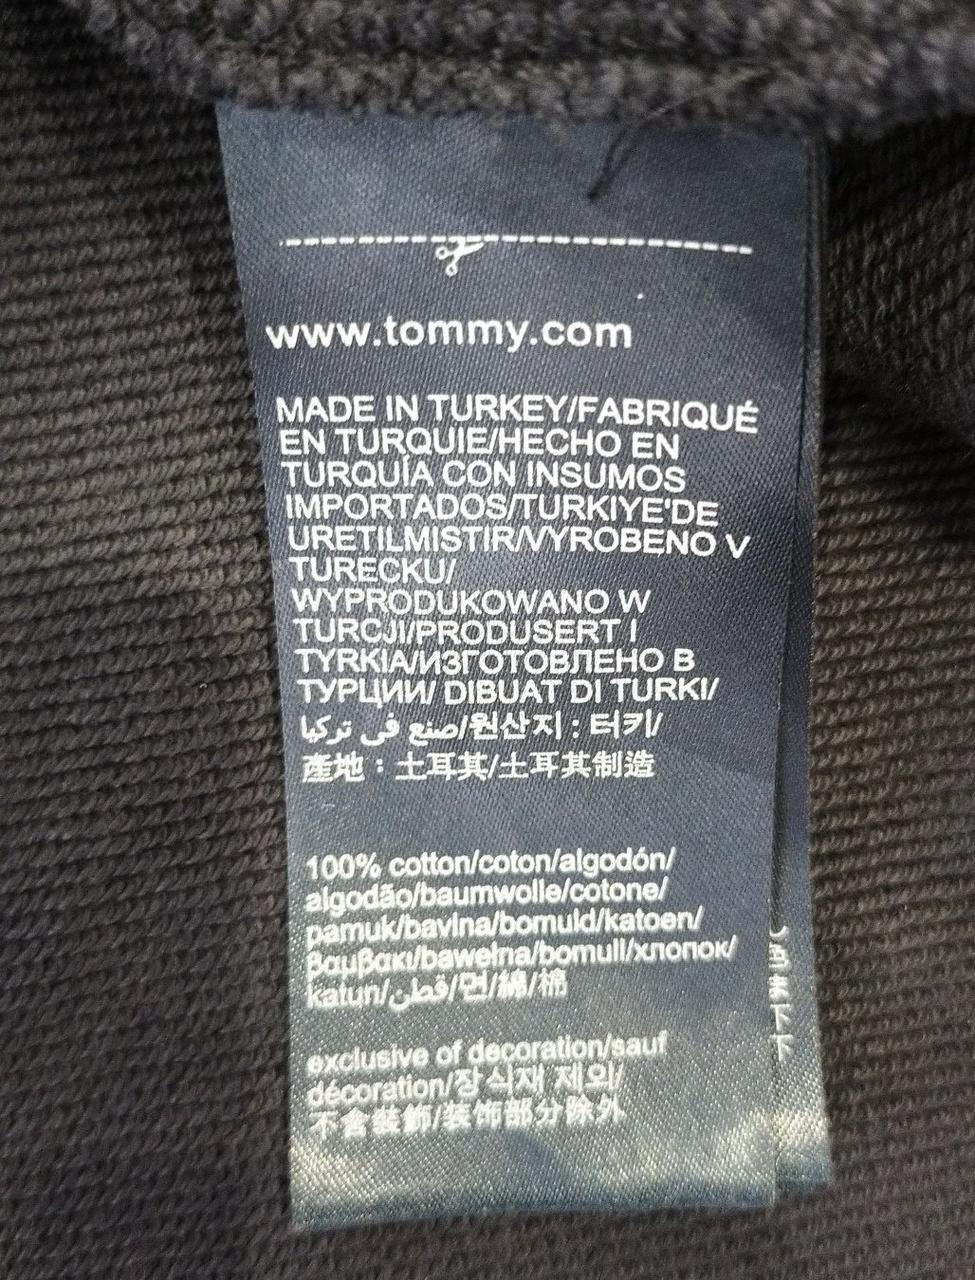 www.tommy.com
MADE IN TURKEY/FABRIQUÉ
EN TURQUIE/HECHO EN
TURQUÍA CON INSUMOS
IMPORTADOS/TURKIYE'DE
URETILMISTIR/VYROBENO V
TURECKU/
WYPRODUKOWANO W
TURCJI/PRODUSERT I
TYRKIA/ИЗГОТОВЛЕНО В
ТУРЦИИ/ DIBUAT DI TURKI/
صنع في تركيا/원산지 : 터키/
產地：土耳其/土耳其制造
100% cotton/coton/algodón/
algodão/baumwolle/cotone/
pamuk/bavlna/bomuld/katoen/
βαμβακι/bawełna/bomull/хлопок/
katun/قطن/면/綿/棉
exclusive of decoration/sauf
décoration/장식재 제외/
不含裝飾/装饰部分除外